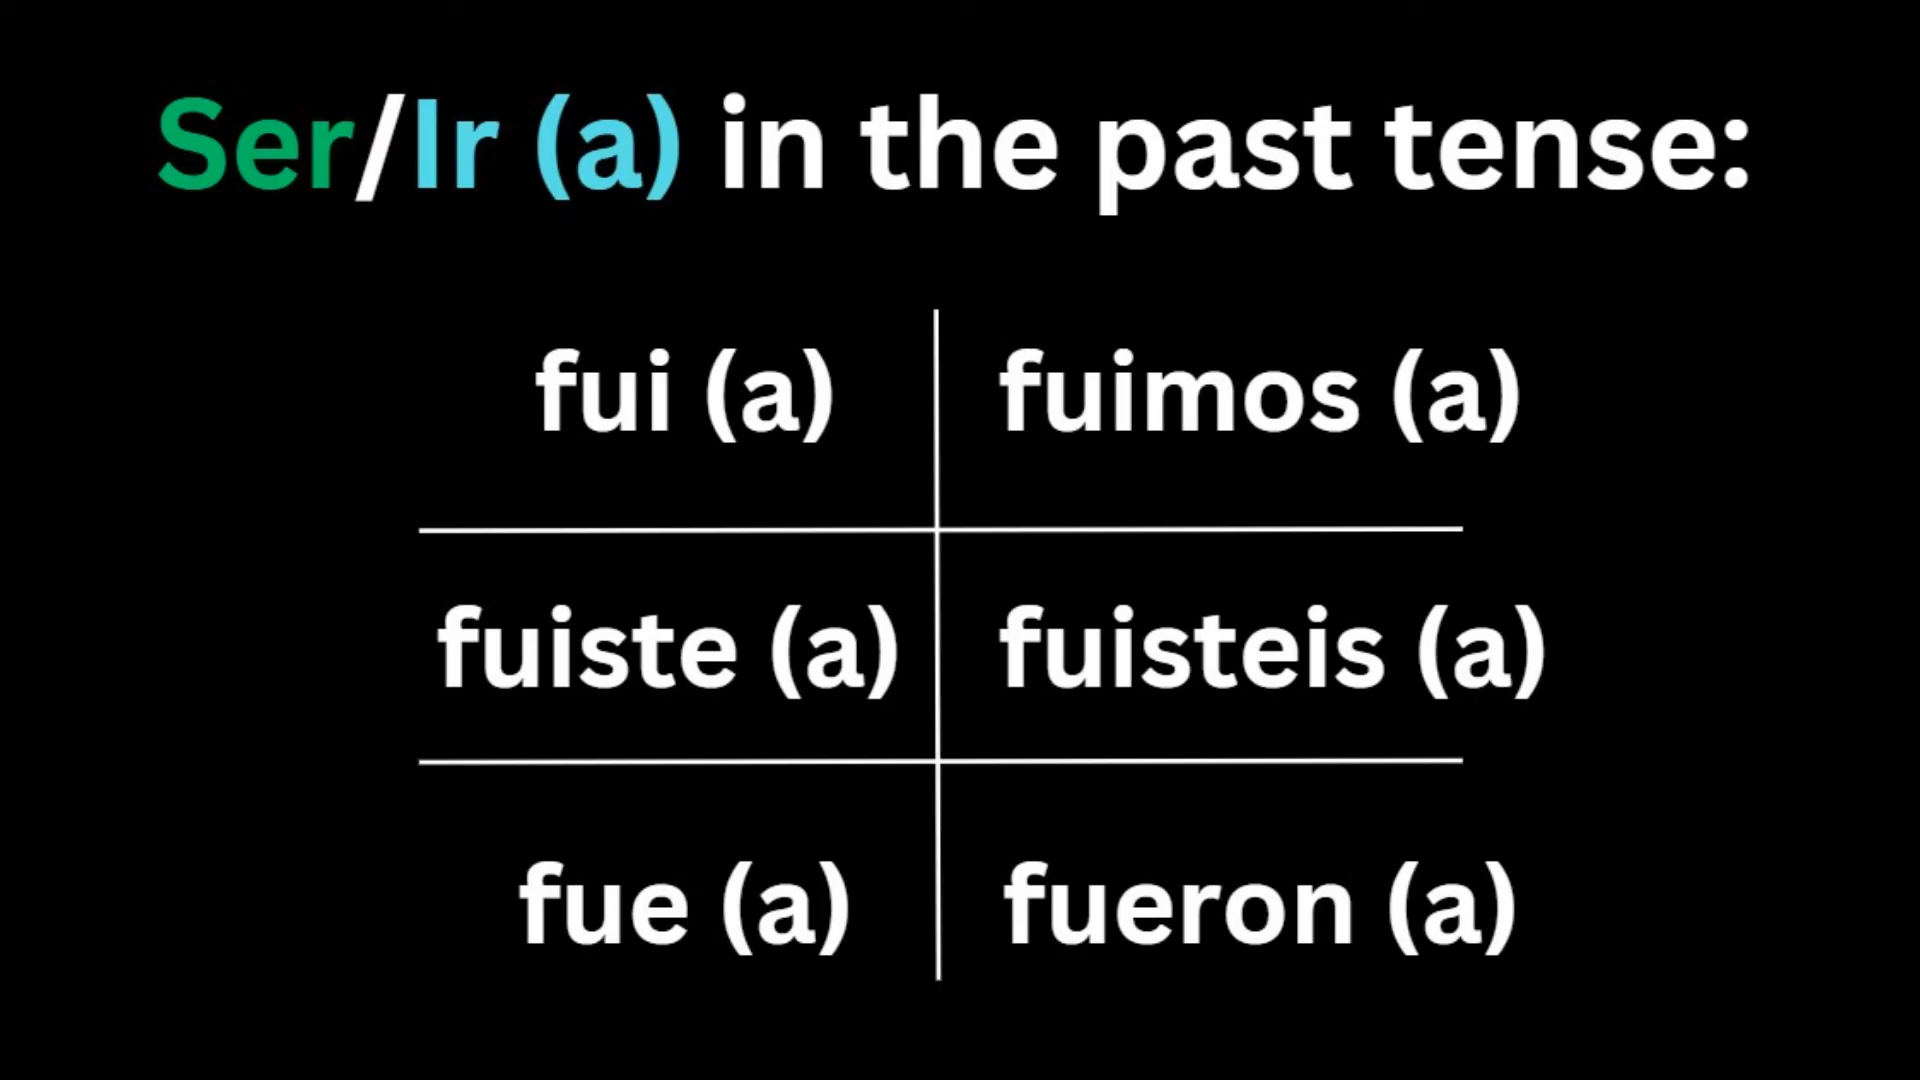 Ser/Ir (a) in the past tense:
fui (a) fuimos (a)
fuiste (a) fuisteis (a)
fue (a) fueron (a)